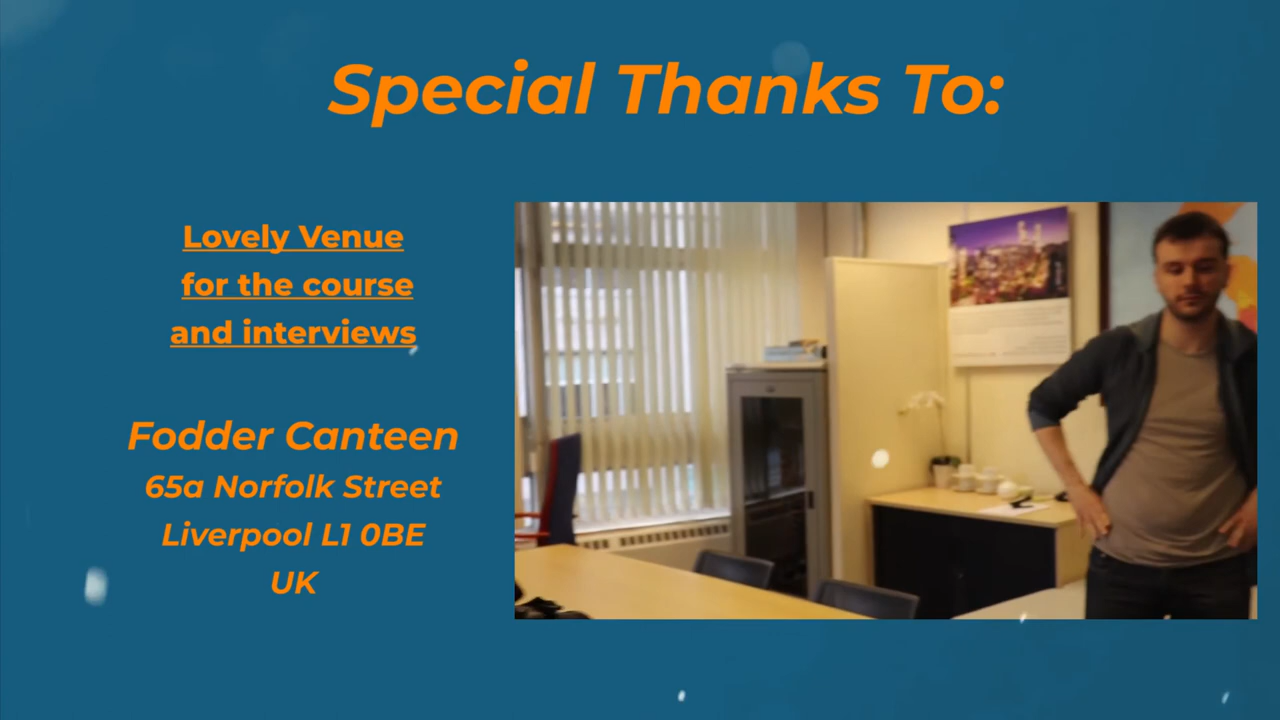 Special Thanks To:
Lovely Venue
for the course
and interviews
Fodder Canteen
65a Norfolk Street
Liverpool L1 0BE
UK